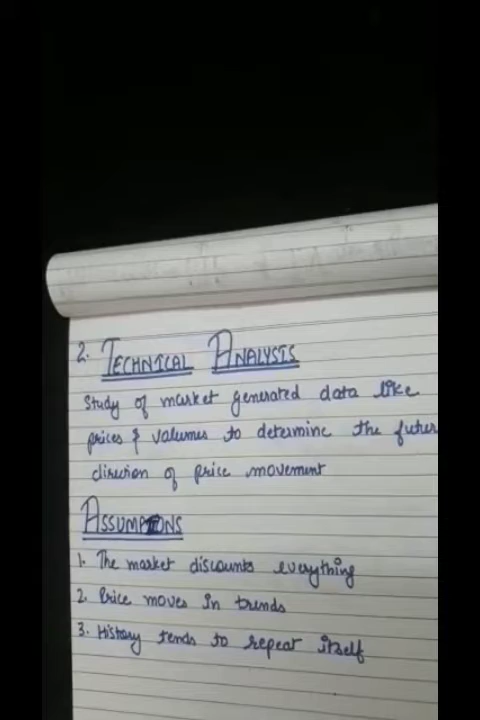 2. TECHNICAL ANALYSIS
Study of market generated data like
prices & volumes to determine the futur
direction of price movement
ASSUMPTIONS
1. The market discounts everything
2. Price moves in trends
3. History tends to repeat itself